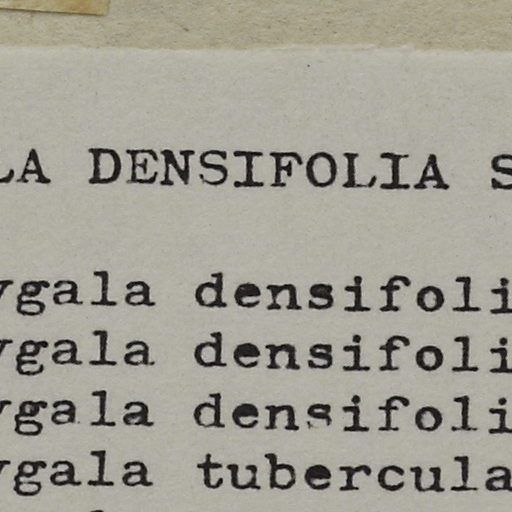 LA DENSIFOLIA S
ygala densifoli
ygala densifoli
ygala densifoli
ygala tubercula